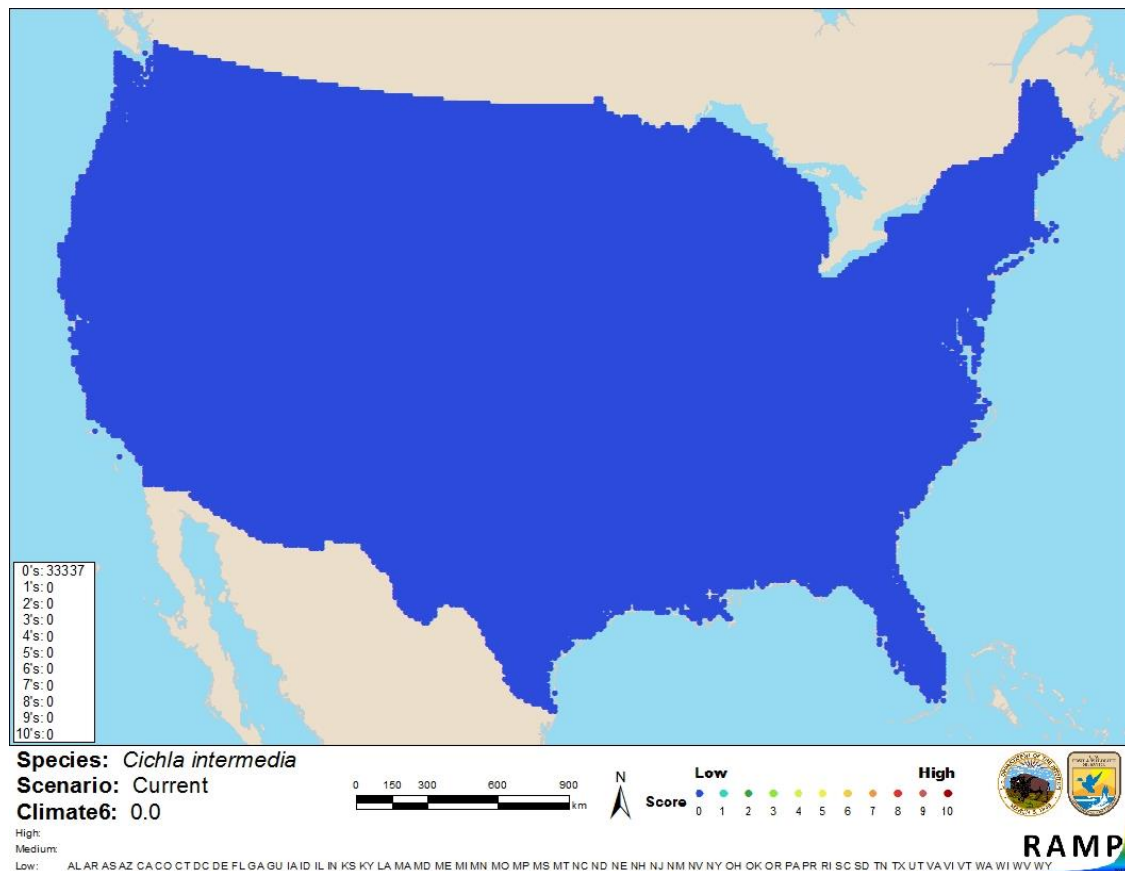 0's: 33337
1's: 0
2's: 0
3's: 0
4's: 0
5's: 0
6's: 0
7's: 0
8's: 0
9's: 0
10's: 0
Species: Cichla intermedia
Scenario: Current
Climate6: 0.0
High:
Medium:
Low: AL AR AS AZ CA CO CT DC DE FL GA GU IA ID IL IN KS KY LA MA MD ME MI MN MO MP MS MT NC ND NE NH NJ NM NV NY OH OK OR PA PR RI SC SD TN TX UT VA VI VT WA WI WV WY
0 150 300 600 900
km
N
Low High
Score 0 1 2 3 4 5 6 7 8 9 10
RAMP